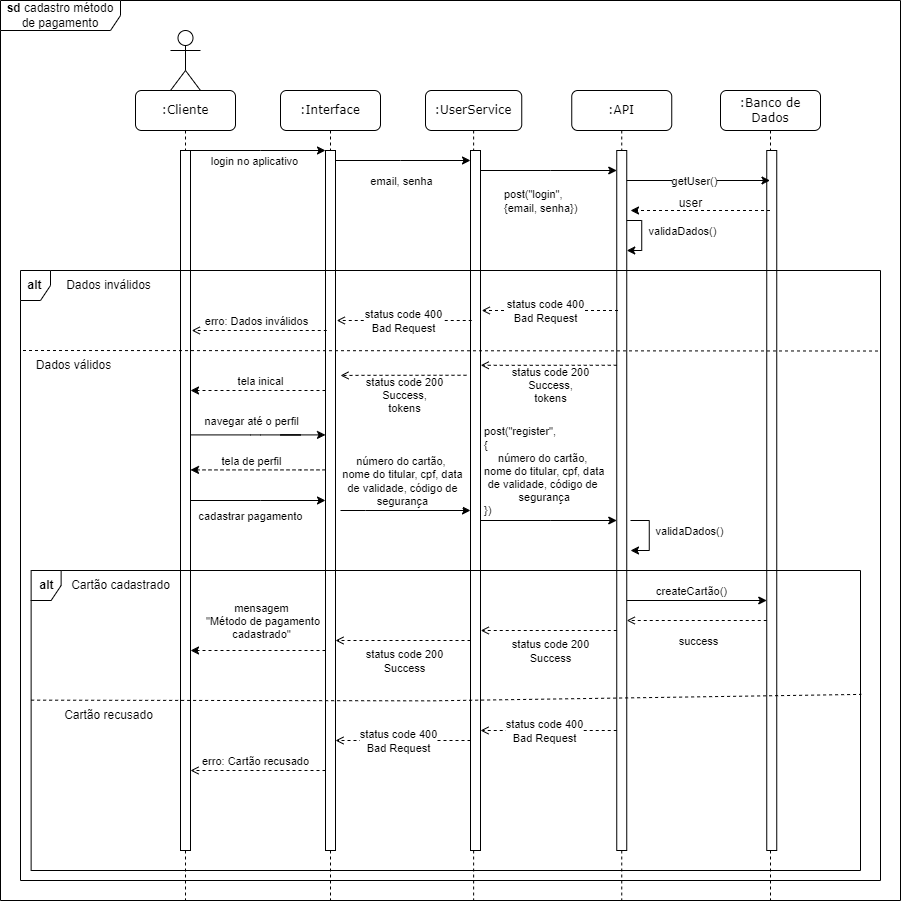 sd cadastro método
de pagamento
:Cliente
:Interface
:UserService
:API
:Banco de
Dados
login no aplicativo
email, senha
post("login",
{email, senha})
getUser()
user
validaDados()
alt
Dados inválidos
status code 400
Bad Request
status code 400
Bad Request
erro: Dados inválidos
Dados válidos
status code 200
Success,
tokens
status code 200
Success,
tokens
tela inical
navegar até o perfil
tela de perfil
cadastrar pagamento
número do cartão,
nome do titular, cpf, data
de validade, código de
segurança
post("register",
{
número do cartão,
nome do titular, cpf, data
de validade, código de
segurança
})
validaDados()
alt
Cartão cadastrado
createCartão()
success
status code 200
Success
status code 200
Success
mensagem
"Método de pagamento
cadastrado"
Cartão recusado
status code 400
Bad Request
status code 400
Bad Request
erro: Cartão recusado